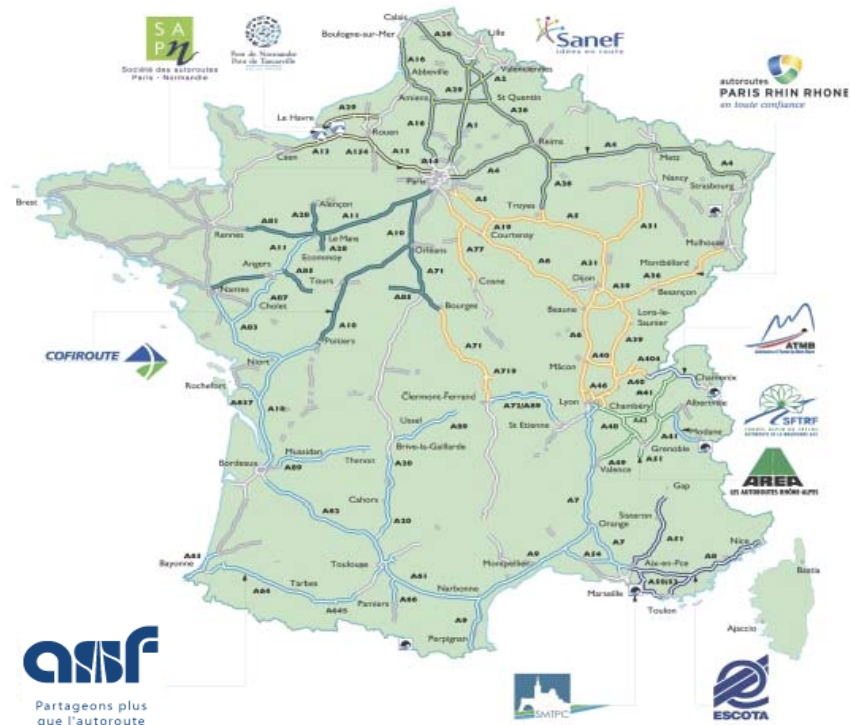 SAPn
Société des autoroutes
Paris - Normandie
Pont de Normandie
Pont de Tancarville
Sanef
idées en route
autoroutes
PARIS RHIN RHONE
en toute confiance
Calais
Boulogne-sur-Mer
A26
Lille
A16
Abbeville
Valenciennes
A2
Amiens
A29
St Quentin
A26
A29
Le Havre
Rouen
A16
A1
Reims
A4
Metz
A4
Caen
A13
A154
A13
A14
Paris
A4
Nancy
Strasbourg
Brest
A26
Troyes
A5
A5
A31
Alençon
A28
A11
A81
Rennes
A10
A19
Courtenay
Mulhouse
A11
Le Mans
A28
Ecommoy
Orléans
A77
A6
A31
Montbéliard
A36
Angers
A85
A71
Dijon
A39
Besançon
Nantes
Tours
Cosne
A87
Cholet
A85
Bourges
Beaune
Lons-le-
Saunier
A83
A10
A6
A39
COFIROUTE
Poitiers
A71
Niort
Mâcon
A40
A404
ATMB
Rochefort
A719
A46
A40
Chamonix
A837
Clermont-Ferrand
Lyon
A41
Chambéry
Albertville
A10
A72/A89
A48
A43
SFTRF
Ussel
St Etienne
A43
Modane
Mussidan
A89
Brive-la-Gaillarde
Grenoble
Bordeaux
A89
Thenon
A20
Valence
A49
A51
AREA
LES AUTOROUTES RHÔNE-ALPES
Cahors
Gap
A7
Sisteron
A62
A20
Orange
A51
Nice
A63
Bayonne
Toulouse
Montpellier
A9
A7
A54
Aix-en-Pce
A8
A64
Tarbes
A61
Narbonne
A50/52
Bastia
A645
Pamiers
A66
Marseille
Toulon
A9
Ajaccio
Perpignan
asf
Partageons plus
que l'autoroute
SMTPC
ESCOTA